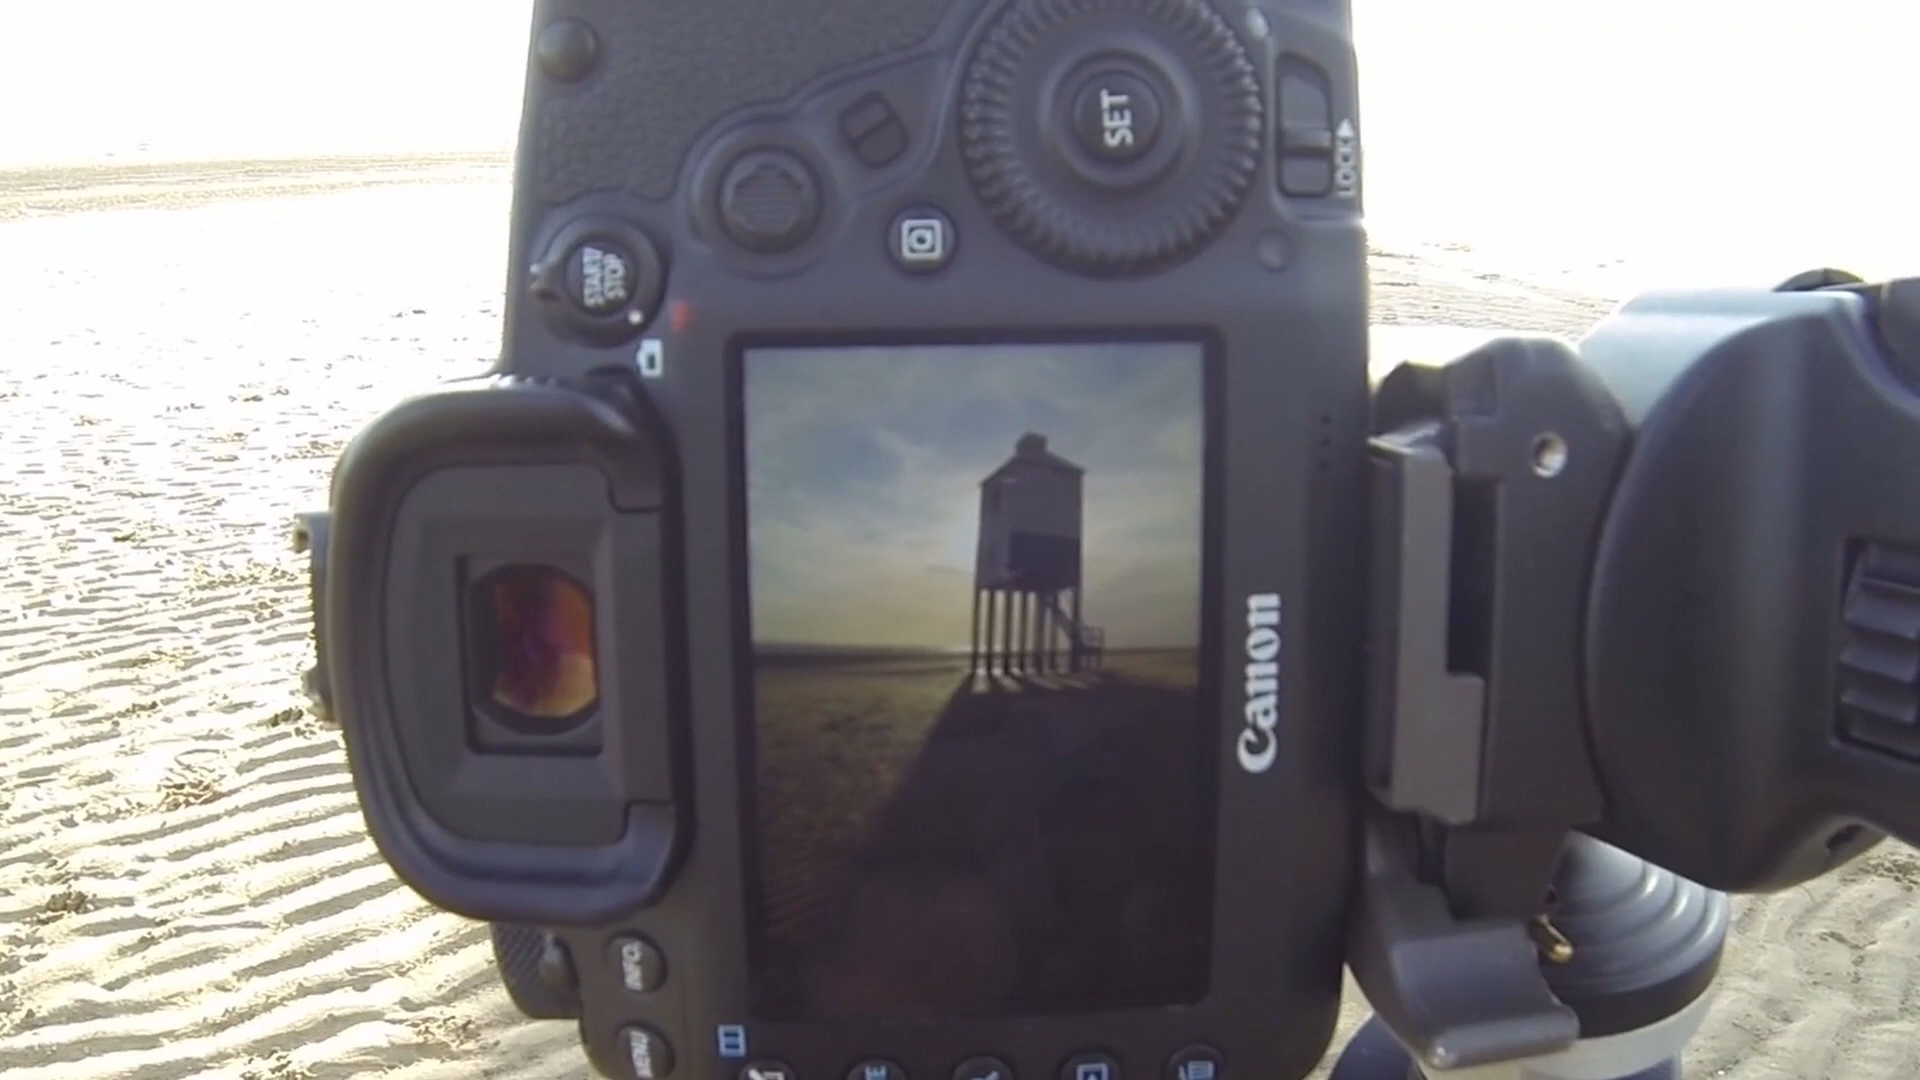 SET
LOCK
Q
START/
STOP
Canon
INFO.
MENU